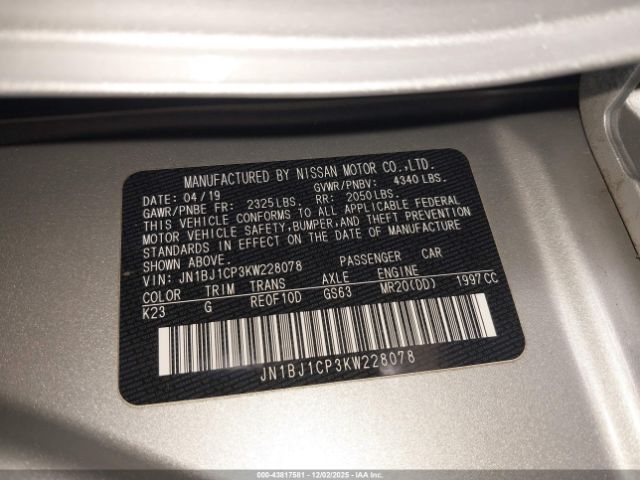 MANUFACTURED BY NISSAN MOTOR CO.,LTD.
DATE: 04/19 GVWR/PNBV: 4340 LBS.
GAWR/PNBE FR: 2325LBS. RR: 2050LBS.
THIS VEHICLE CONFORMS TO ALL APPLICABLE FEDERAL
MOTOR VEHICLE SAFETY,BUMPER,AND THEFT PREVENTION
STANDARDS IN EFFECT ON THE DATE OF MANUFACTURE
SHOWN ABOVE.
VIN: JN1BJ1CP3KW228078 PASSENGER CAR
COLOR TRIM TRANS AXLE ENGINE
K23 G RE0F10D GS63 MR20(DD) 1997CC
JN1BJ1CP3KW228078
000-43817581 - 12/02/2025 - IAA Inc. Copyright